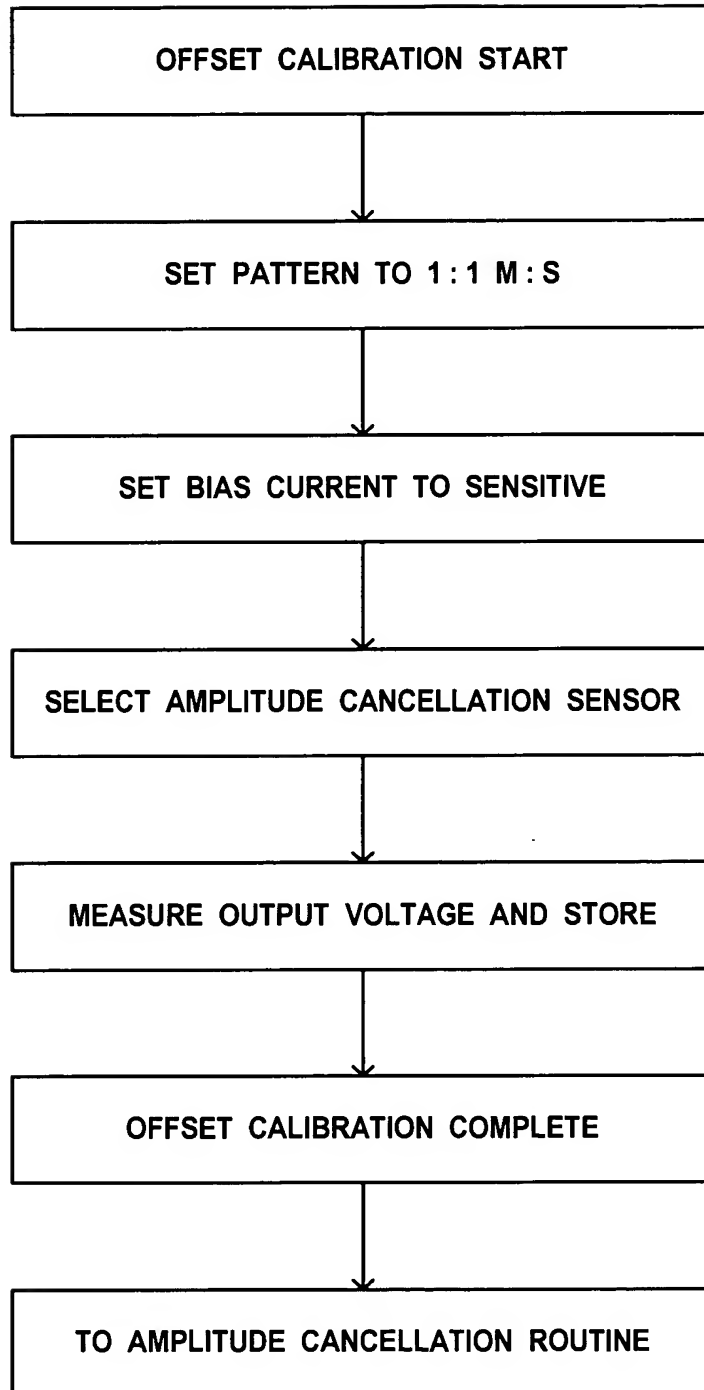 OFFSET CALIBRATION START
SET PATTERN TO 1:1 M:S
SET BIAS CURRENT TO SENSITIVE
SELECT AMPLITUDE CANCELLATION SENSOR
MEASURE OUTPUT VOLTAGE AND STORE
OFFSET CALIBRATION COMPLETE
TO AMPLITUDE CANCELLATION ROUTINE